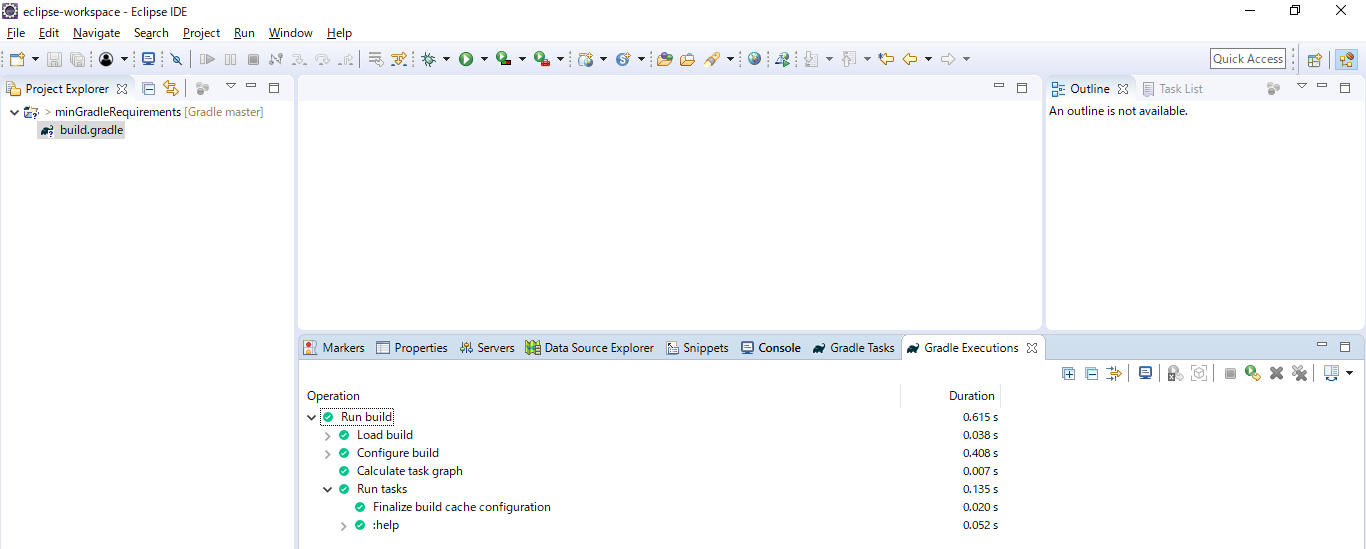 eclipse-workspace - Eclipse IDE
File Edit Navigate Search Project Run Window Help
Quick Access
Project Explorer
> minGradleRequirements [Gradle master]
build.gradle
Outline Task List
An outline is not available.
Markers Properties Servers Data Source Explorer Snippets Console Gradle Tasks Gradle Executions
Operation Duration
Run build 0.615 s
Load build 0.038 s
Configure build 0.408 s
Calculate task graph 0.007 s
Run tasks 0.135 s
Finalize build cache configuration 0.020 s
:help 0.052 s